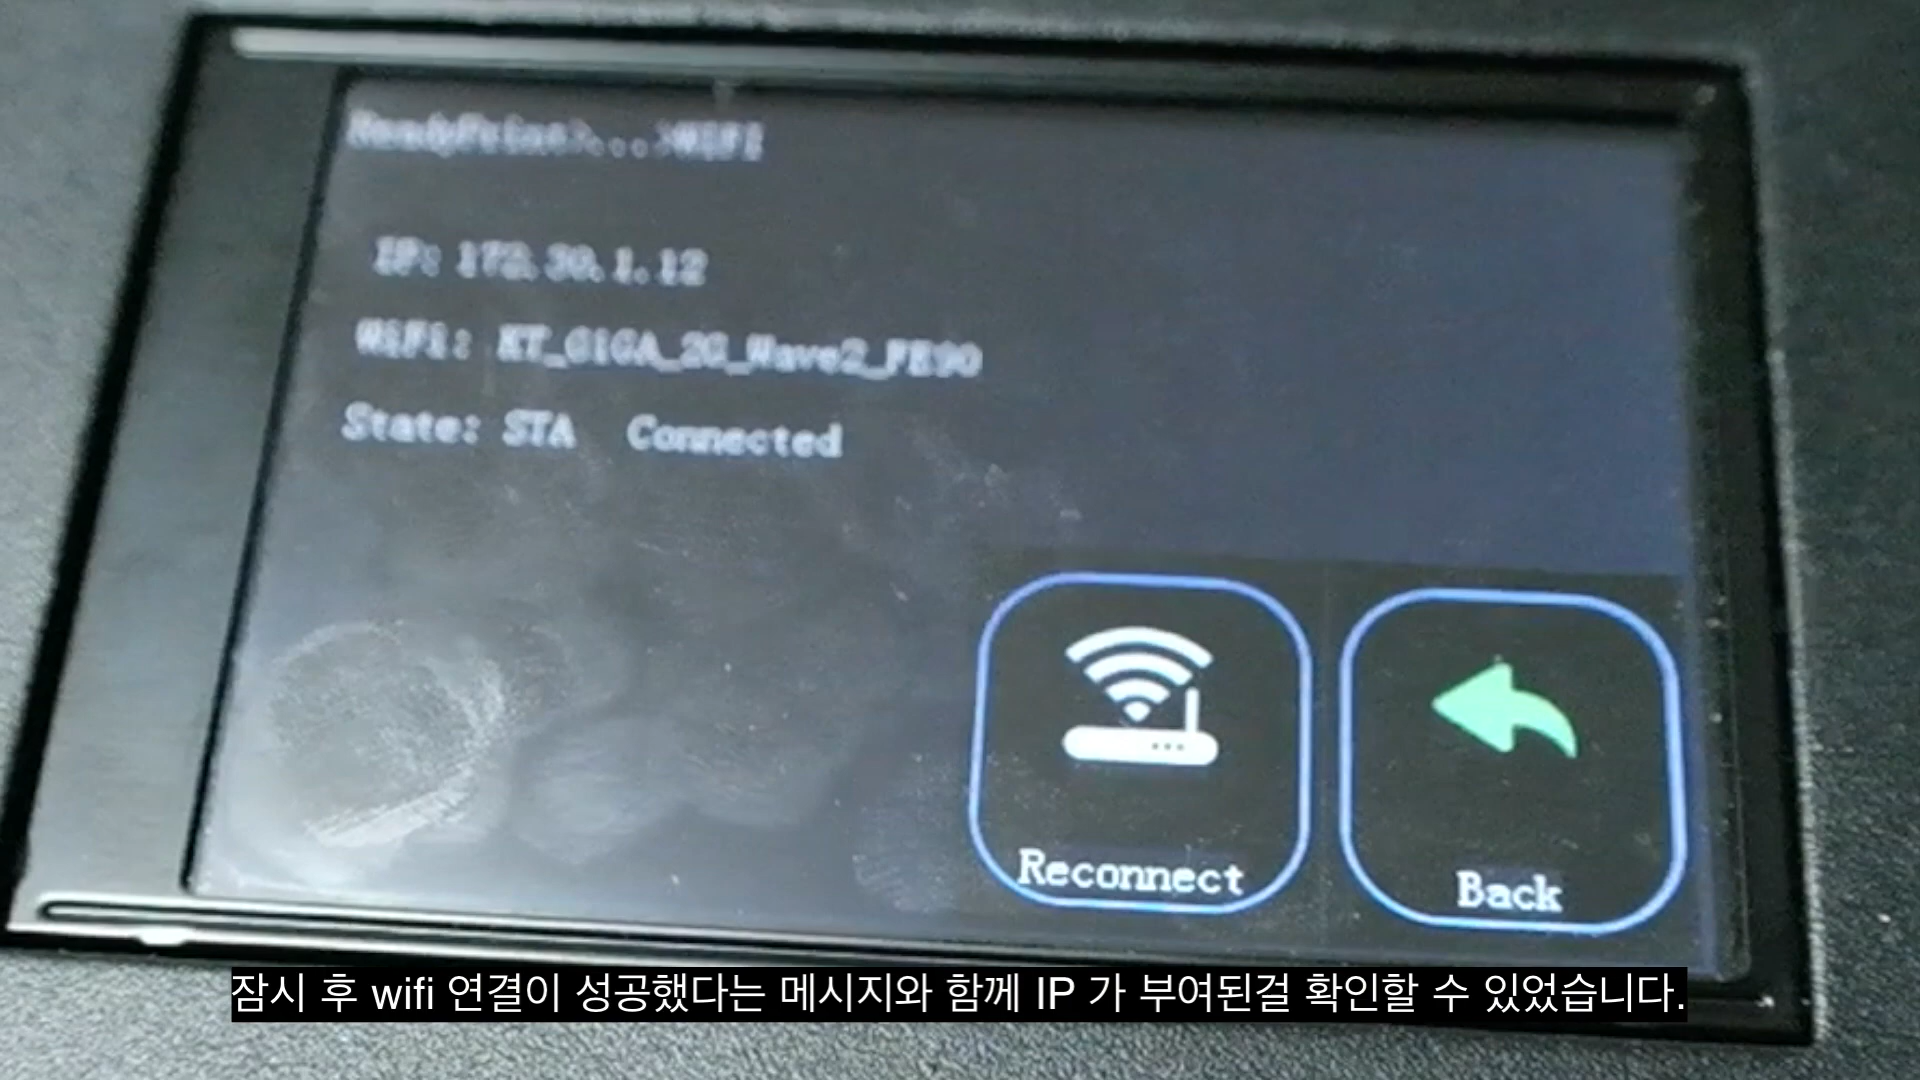 ReadyPrint>...>WiFi
IP: 172.30.1.12
WiFi: KT_GIGA_2G_Wave2_FE90
State: STA Connected
Reconnect
Back
잠시 후 wifi 연결이 성공했다는 메시지와 함께 IP 가 부여된걸 확인할 수 있었습니다.